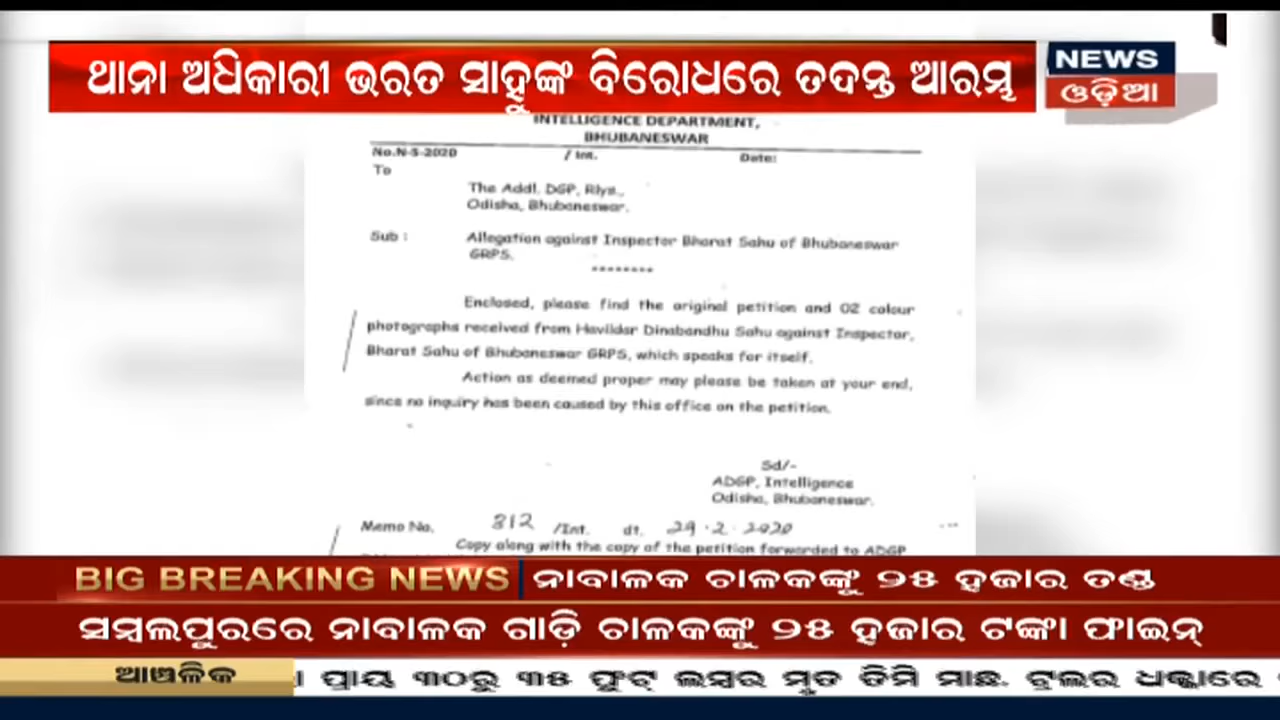 ଥାନା ଅଧିକାରୀ ଭରତ ସାହୁଙ୍କ ବିରୋଧରେ ତଦନ୍ତ ଆରମ୍ଭ
NEWS
ଓଡ଼ିଆ
INTELLIGENCE DEPARTMENT,
BHUBANESWAR
No.N-5-2020 / Int. Date:
To
The Addl. DGP, Rlys.,
Odisha, Bhubaneswar.
Sub : Allegation against Inspector Bharat Sahu of Bhubaneswar
GRPS.
********
Enclosed, please find the original petition and 02 colour
photographs received from Havildar Dinabandhu Sahu against Inspector,
Bharat Sahu of Bhubaneswar GRPS, which speaks for itself.
Action as deemed proper may please be taken at your end,
since no inquiry has been caused by this office on the petition.
Sd/-
ADGP, Intelligence
Odisha, Bhubaneswar.
Memo No. 812 /Int. dt. 29.2.2020
Copy along with the copy of the petition forwarded to ADGP
BIG BREAKING NEWS ନାବାଳକ ଚାଳକଙ୍କୁ ୨୫ ହଜାର ଦଣ୍ଡ
ସମ୍ବଲପୁରରେ ନାବାଳକ ଗାଡ଼ି ଚାଳକଙ୍କୁ ୨୫ ହଜାର ଟଙ୍କା ଫାଇନ୍
ଆଞ୍ଚଳିକ ପ୍ରାୟ ୩୦ରୁ ୩୫ ଫୁଟ୍ ଲମ୍ବର ମୃତ ତିମି ମାଛ. ଟ୍ରଲର ଧକ୍କାରେ